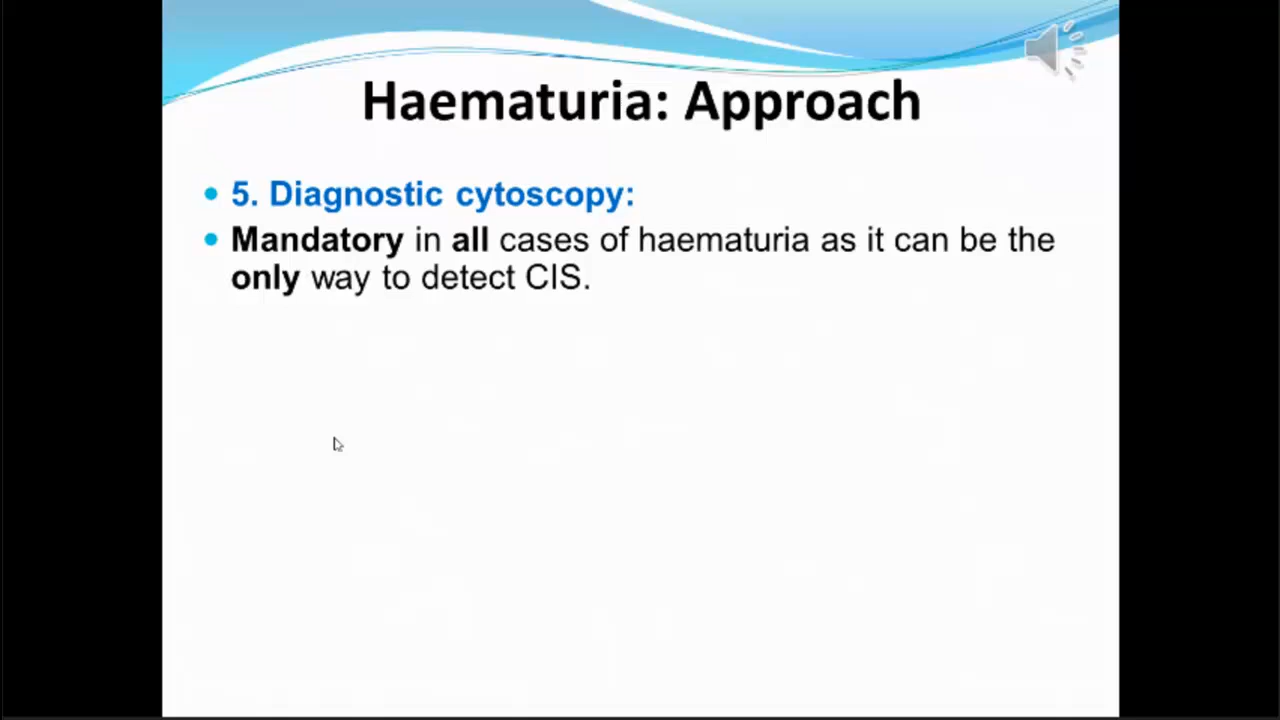 Haematuria: Approach
5. Diagnostic cytoscopy:
Mandatory in all cases of haematuria as it can be the
only way to detect CIS.